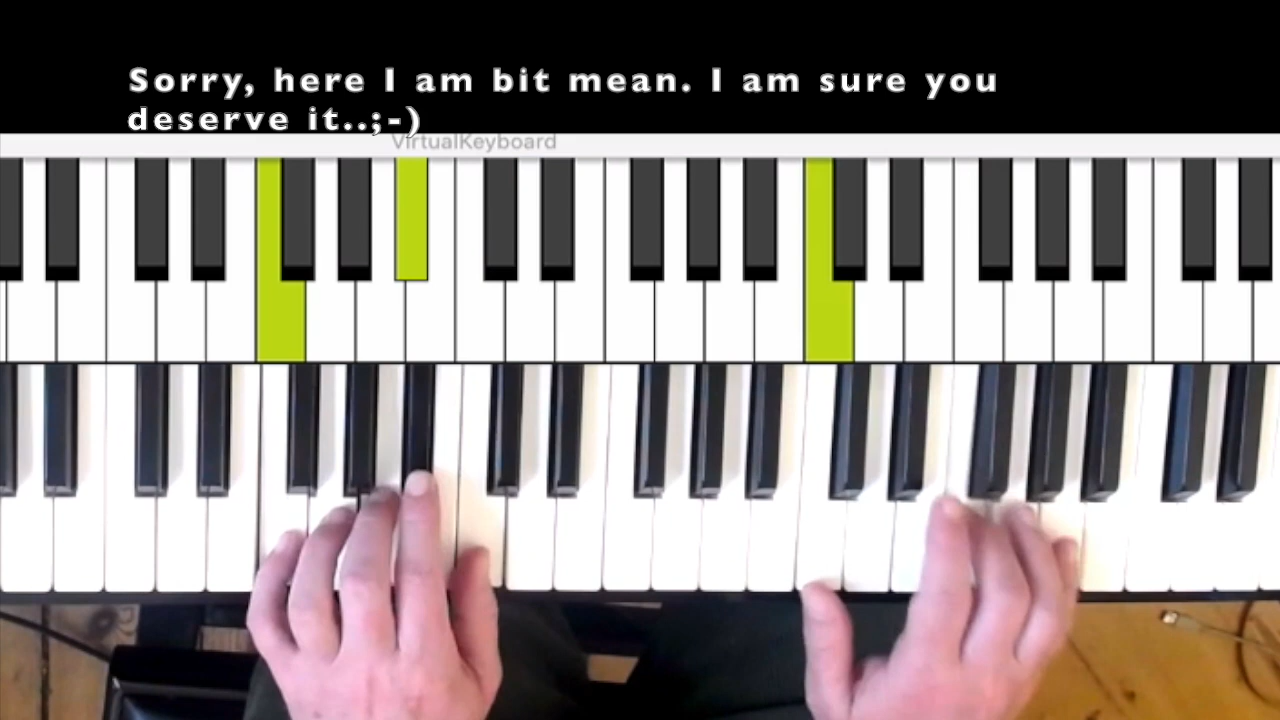 Sorry, here I am bit mean. I am sure you
deserve it..;-)
VirtualKeyboard